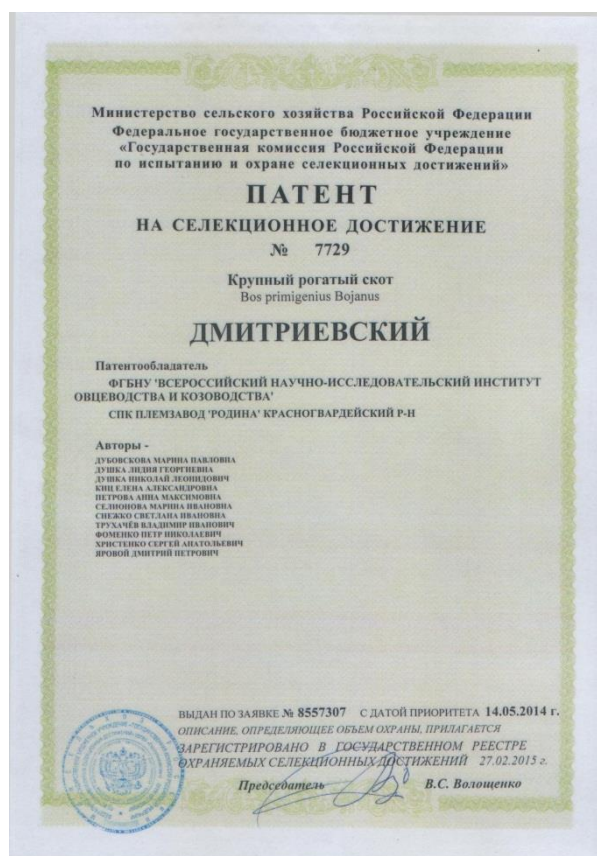 Министерство сельского хозяйства Российской Федерации
Федеральное государственное бюджетное учреждение
«Государственная комиссия Российской Федерации
по испытанию и охране селекционных достижений»
ПАТЕНТ
НА СЕЛЕКЦИОННОЕ ДОСТИЖЕНИЕ
№ 7729
Крупный рогатый скот
Bos primigenius Bojanus
ДМИТРИЕВСКИЙ
Патентообладатель
ФГБНУ 'ВСЕРОССИЙСКИЙ НАУЧНО-ИССЛЕДОВАТЕЛЬСКИЙ ИНСТИТУТ
ОВЦЕВОДСТВА И КОЗОВОДСТВА'
СПК ПЛЕМЗАВОД 'РОДИНА' КРАСНОГВАРДЕЙСКИЙ Р-Н
Авторы -
ДУБОВСКОВА МАРИНА ПАВЛОВНА
ДУШКА ЛИДИЯ ГЕОРГИЕВНА
ДУШКА НИКОЛАЙ ЛЕОНИДОВИЧ
КИЦ ЕЛЕНА АЛЕКСАНДРОВНА
ПЕТРОВА АННА МАКСИМОВНА
СЕЛИОНОВА МАРИНА ИВАНОВНА
СНЕЖКО СВЕТЛАНА ИВАНОВНА
ТРУХАЧЁВ ВЛАДИМИР ИВАНОВИЧ
ФОМЕНКО ПЕТР НИКОЛАЕВИЧ
ХРИСТЕНКО СЕРГЕЙ АНАТОЛЬЕВИЧ
ЯРОВОЙ ДМИТРИЙ ПЕТРОВИЧ
ВЫДАН ПО ЗАЯВКЕ № 8557307 С ДАТОЙ ПРИОРИТЕТА 14.05.2014 г.
ОПИСАНИЕ, ОПРЕДЕЛЯЮЩЕЕ ОБЪЕМ ОХРАНЫ, ПРИЛАГАЕТСЯ
ЗАРЕГИСТРИРОВАНО В ГОСУДАРСТВЕННОМ РЕЕСТРЕ
ОХРАНЯЕМЫХ СЕЛЕКЦИОННЫХ ДОСТИЖЕНИЙ 27.02.2015 г.
Председатель В.С. Волощенко